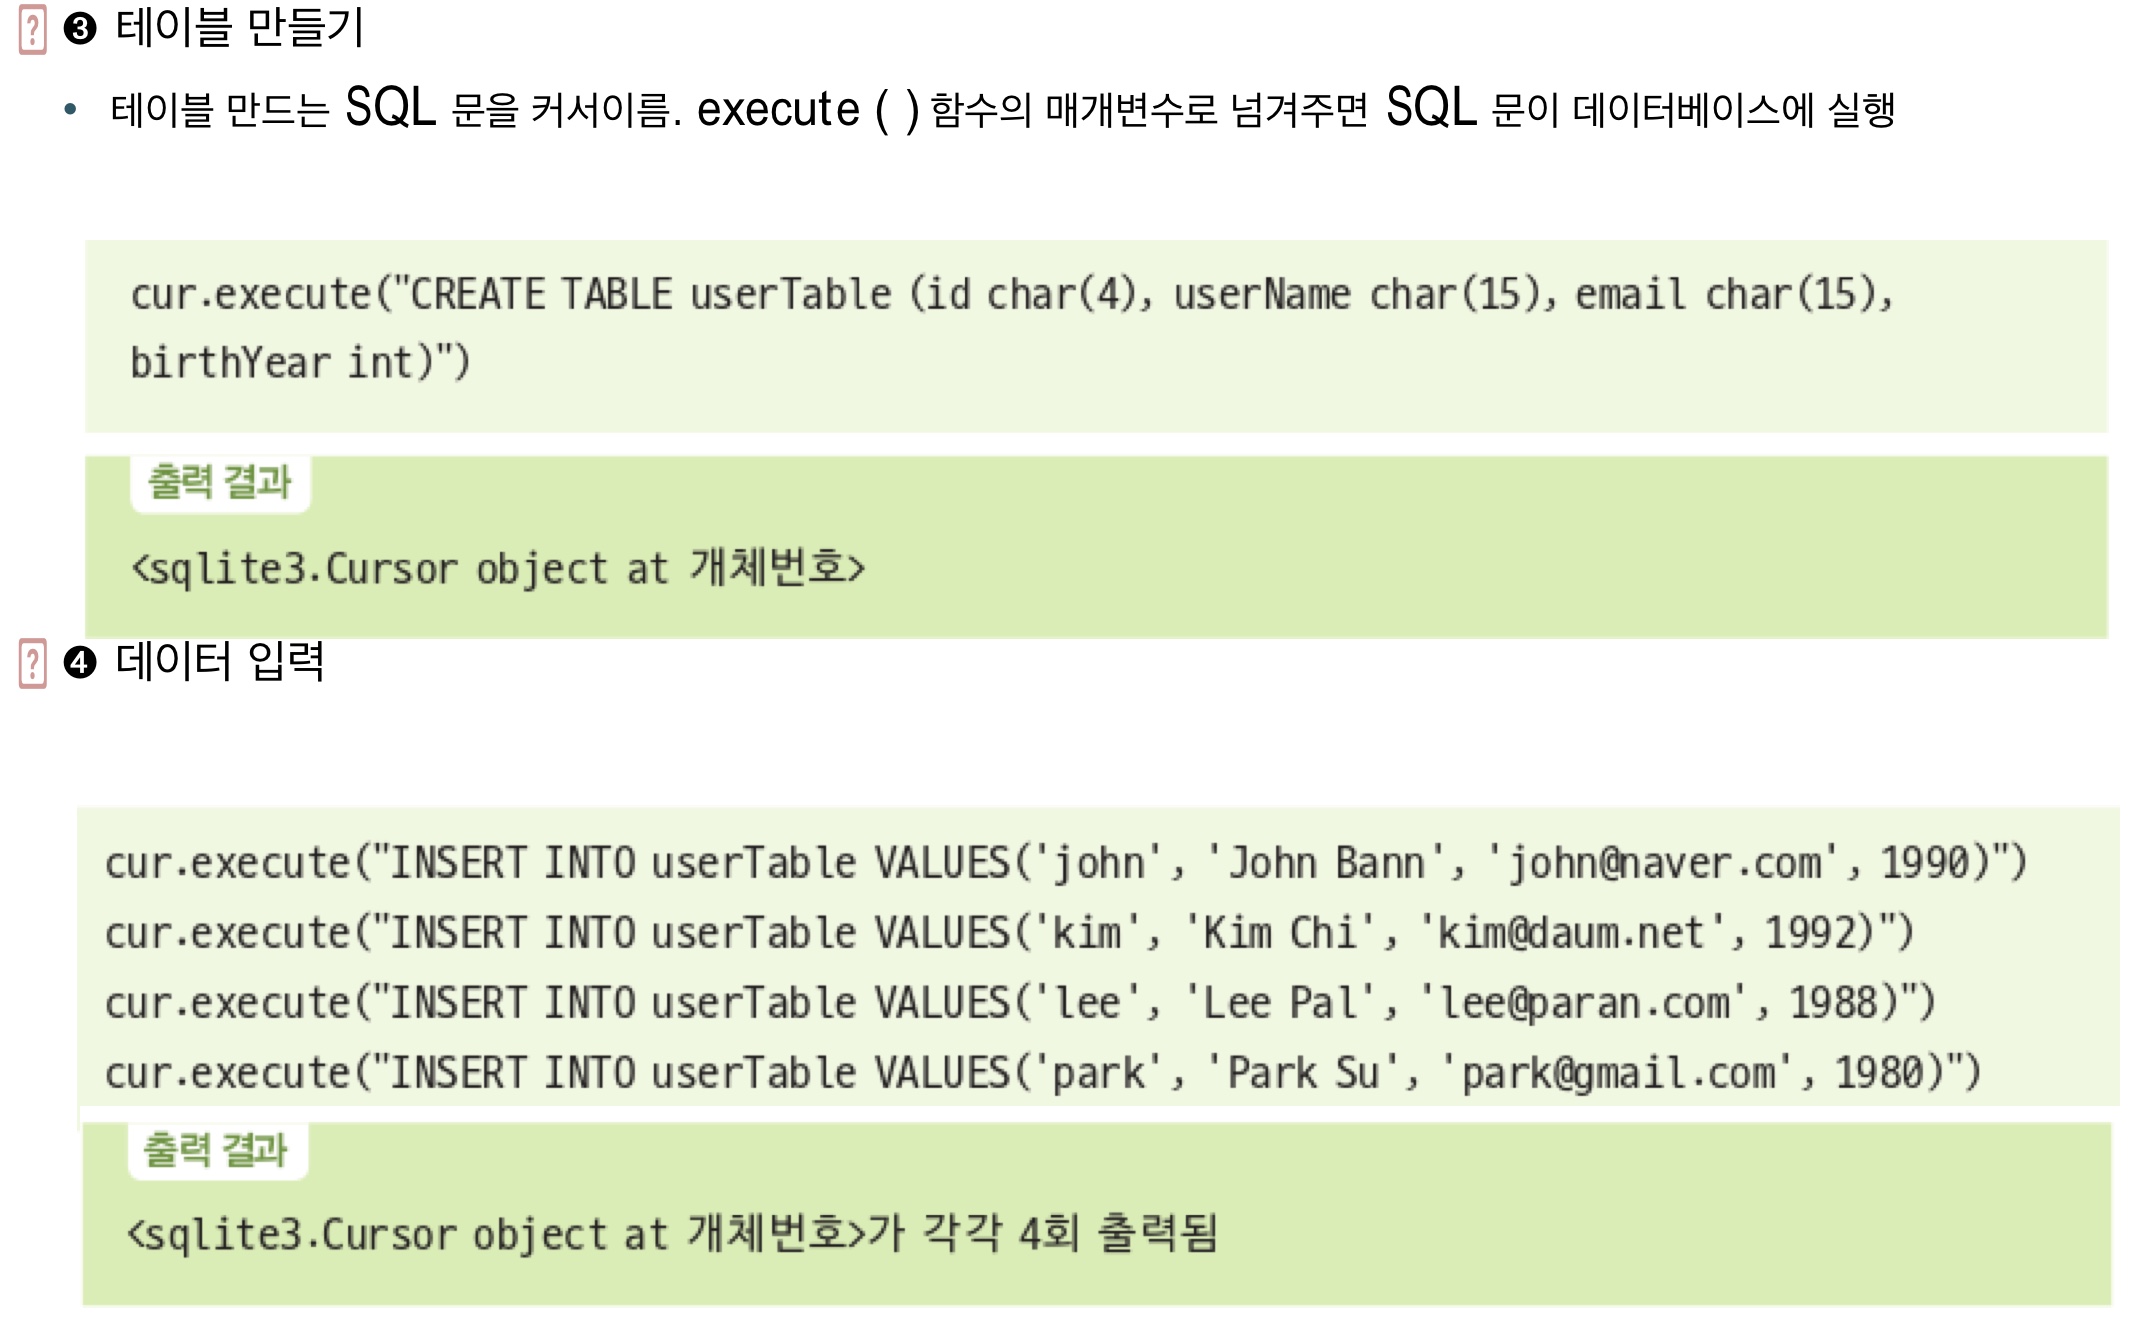 ❸ 테이블 만들기
• 테이블 만드는 SQL 문을 커서이름. execute ( ) 함수의 매개변수로 넘겨주면 SQL 문이 데이터베이스에 실행
cur.execute("CREATE TABLE userTable (id char(4), userName char(15), email char(15),
birthYear int)")
출력 결과
<sqlite3.Cursor object at 개체번호>
❹ 데이터 입력
cur.execute("INSERT INTO userTable VALUES('john', 'John Bann', 'john@naver.com', 1990)")
cur.execute("INSERT INTO userTable VALUES('kim', 'Kim Chi', 'kim@daum.net', 1992)")
cur.execute("INSERT INTO userTable VALUES('lee', 'Lee Pal', 'lee@paran.com', 1988)")
cur.execute("INSERT INTO userTable VALUES('park', 'Park Su', 'park@gmail.com', 1980)")
출력 결과
<sqlite3.Cursor object at 개체번호>가 각각 4회 출력됨